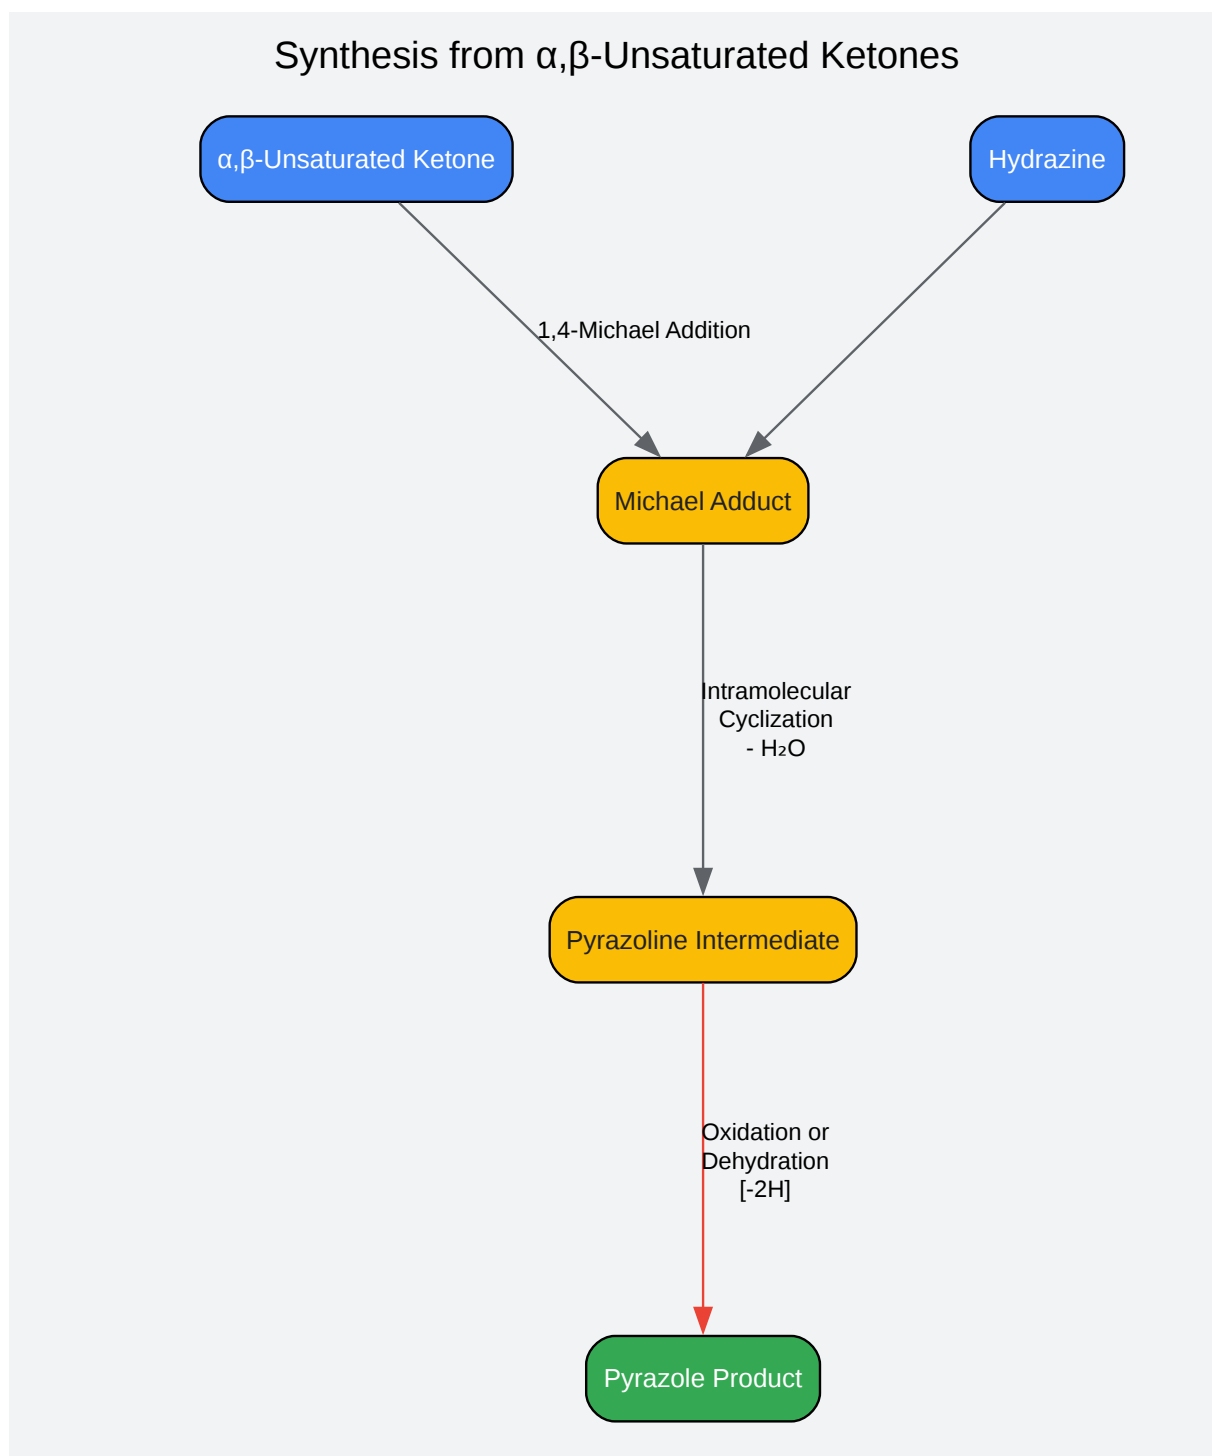 Synthesis from α,β-Unsaturated Ketones
α,β-Unsaturated Ketone
Hydrazine
1,4-Michael Addition
Michael Adduct
Intramolecular
Cyclization
- H₂O
Pyrazoline Intermediate
Oxidation or
Dehydration
[-2H]
Pyrazole Product